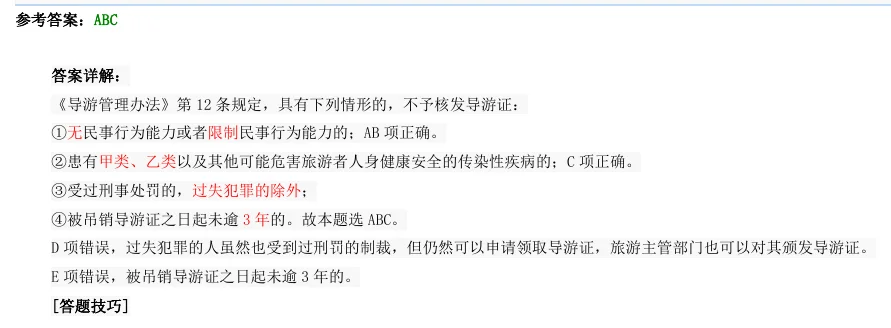 参考答案：ABC
答案详解：
《导游管理办法》第 12 条规定，具有下列情形的，不予核发导游证：
①无民事行为能力或者限制民事行为能力的；AB 项正确。
②患有甲类、乙类以及其他可能危害旅游者人身健康安全的传染性疾病的；C 项正确。
③受过刑事处罚的，过失犯罪的除外；
④被吊销导游证之日起未逾 3 年的。故本题选 ABC。
D 项错误，过失犯罪的人虽然也受到过刑罚的制裁，但仍然可以申请领取导游证，旅游主管部门也可以对其颁发导游证。
E 项错误，被吊销导游证之日起未逾 3 年的。
[答题技巧]